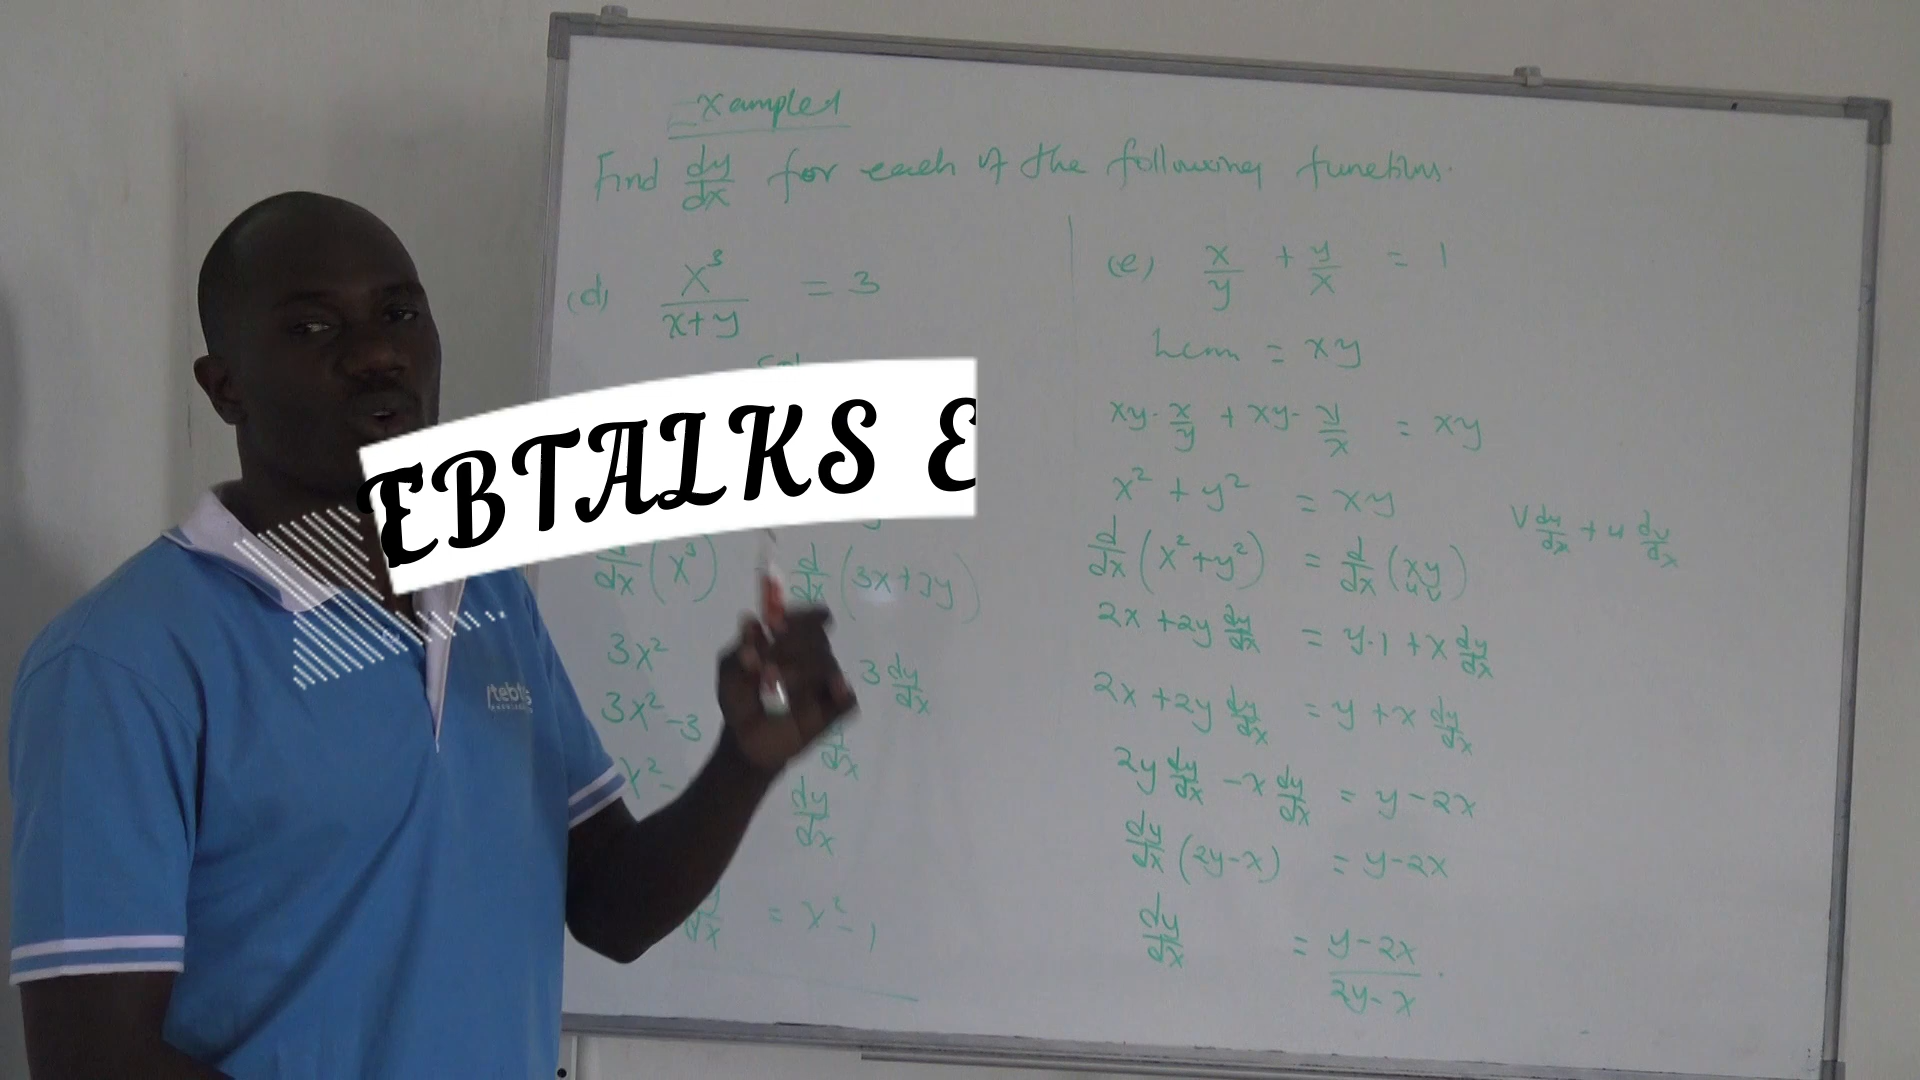 Example 1
Find dy/dx for each of the following functions.
(d) x³/(x+y) = 3
EBTALKS E
d/dx (x³) d/dx (3x+3y)
3x² 3 dy/dx
3x² -3 dy/dx
x² - dy/dx
dy/dx = x² - 1
(e) x/y + y/x = 1
Lcm = xy
xy · x/y + xy · y/x = xy
x² + y² = xy
d/dx (x² + y²) = d/dx (xy)
u v
V du/dx + u dv/dx
2x + 2y dy/dx = y·1 + x dy/dx
2x + 2y dy/dx = y + x dy/dx
2y dy/dx - x dy/dx = y - 2x
dy/dx (2y - x) = y - 2x
dy/dx = (y - 2x)/(2y - x)